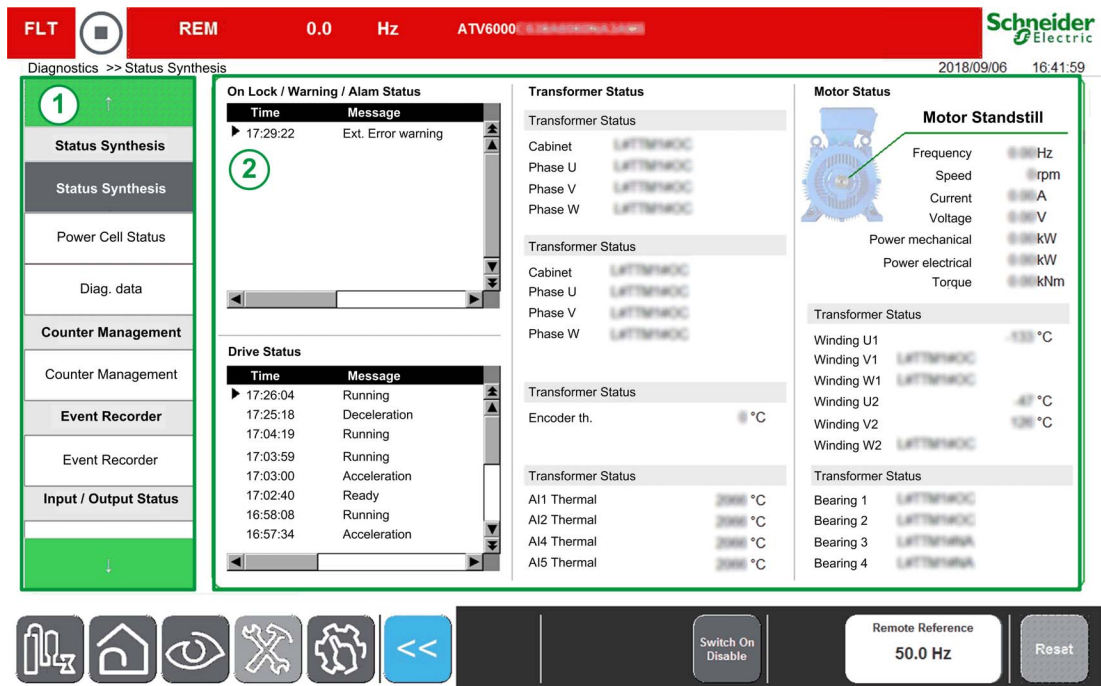 FLT REM 0.0 Hz ATV6000
Schneider
Electric
Diagnostics >> Status Synthesis
2018/09/06 16:41:59
1
↑
Status Synthesis
Status Synthesis
Power Cell Status
Diag. data
Counter Management
Counter Management
Event Recorder
Event Recorder
Input / Output Status
↓
On Lock / Warning / Alam Status
Time Message
17:29:22 Ext. Error warning
2
Drive Status
Time Message
17:26:04 Running
17:25:18 Deceleration
17:04:19 Running
17:03:59 Running
17:03:00 Acceleration
17:02:40 Ready
16:58:08 Running
16:57:34 Acceleration
Transformer Status
Transformer Status
Cabinet
Phase U
Phase V
Phase W
Transformer Status
Cabinet
Phase U
Phase V
Phase W
Transformer Status
Encoder th. °C
Transformer Status
AI1 Thermal °C
AI2 Thermal °C
AI4 Thermal °C
AI5 Thermal °C
Motor Status
Motor Standstill
Frequency Hz
Speed rpm
Current A
Voltage V
Power mechanical kW
Power electrical kW
Torque kNm
Transformer Status
Winding U1 °C
Winding V1
Winding W1
Winding U2 °C
Winding V2 °C
Winding W2
Transformer Status
Bearing 1
Bearing 2
Bearing 3
Bearing 4
<<
Switch On
Disable
Remote Reference
50.0 Hz
Reset